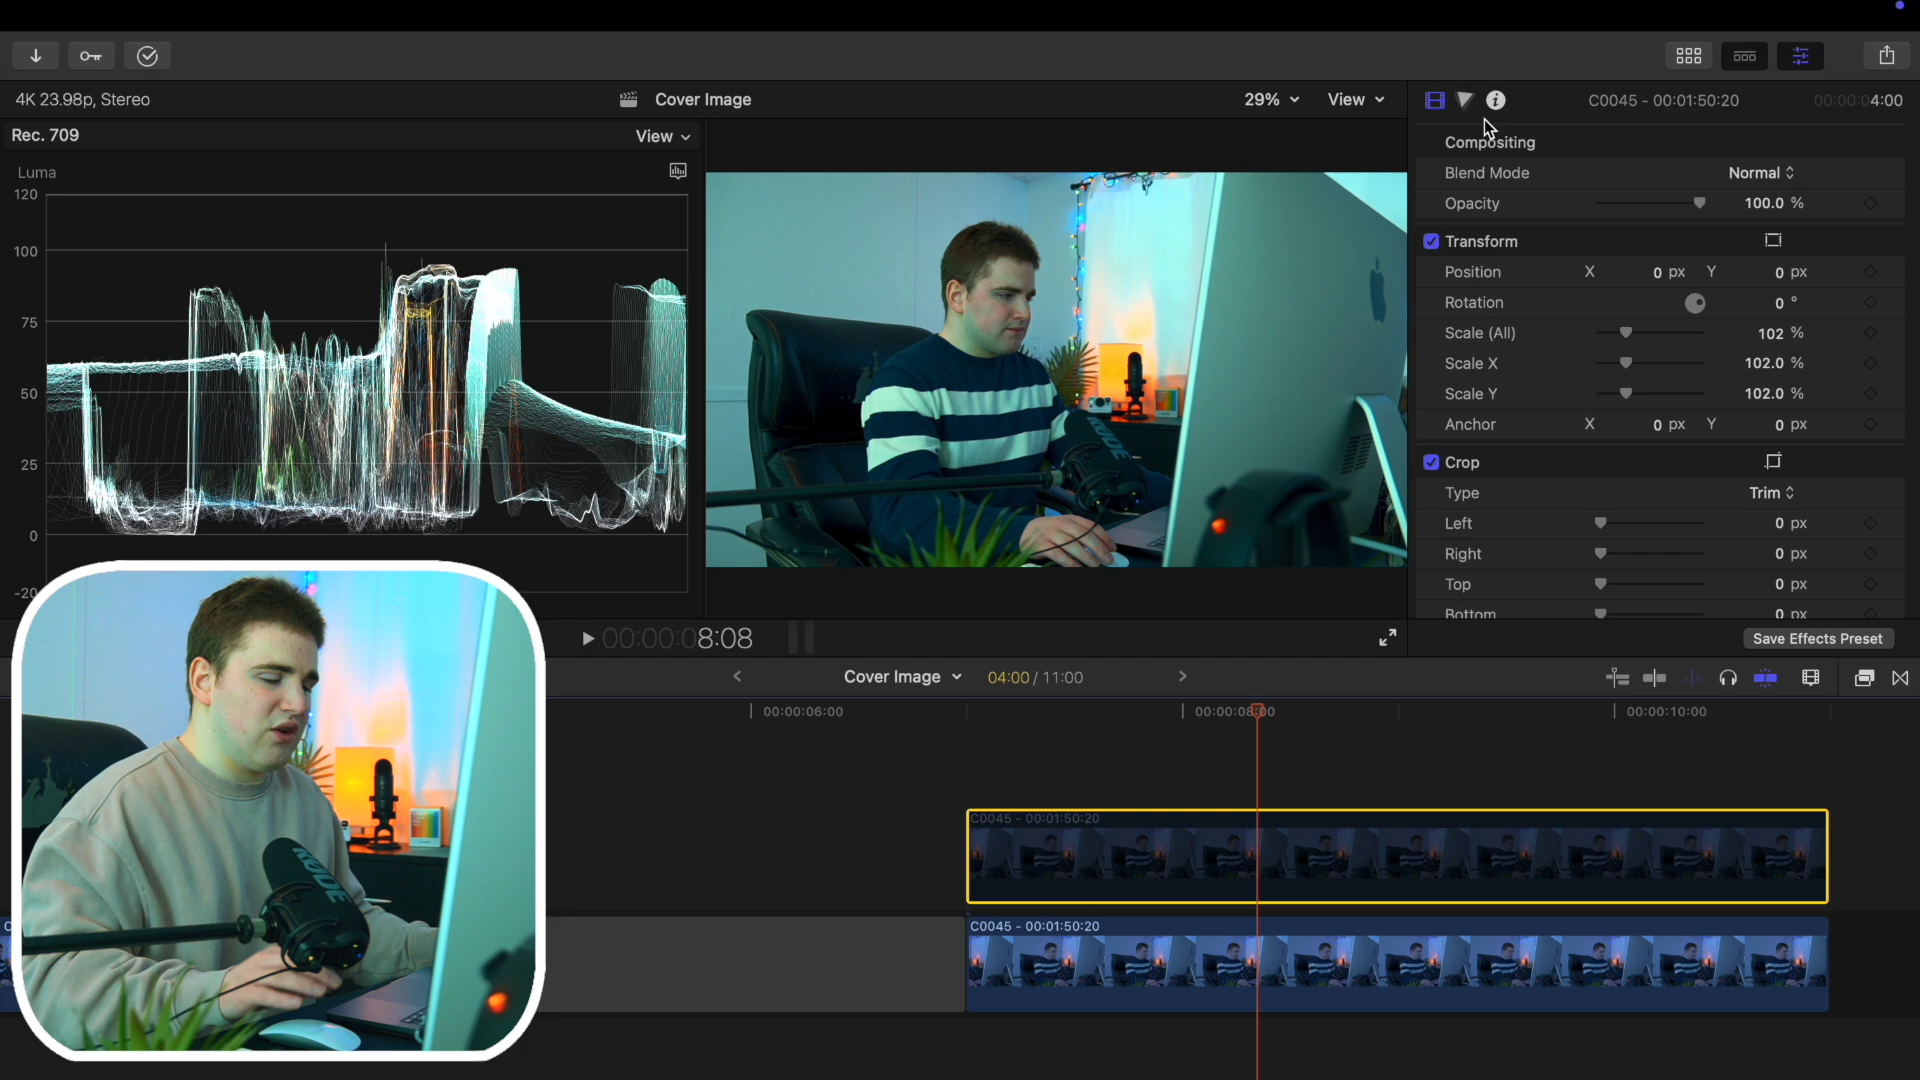 4K 23.98p, Stereo
Cover Image
29%
View
C0045 - 00:01:50:20
00:00:04:00
Rec. 709
View
Compositing
Luma
Blend Mode
Normal
120
Opacity
100.0 %
100
Transform
Position X 0 px Y 0 px
Rotation 0 °
75
Scale (All) 102 %
Scale X 102.0 %
50
Scale Y 102.0 %
Anchor X 0 px Y 0 px
25
Crop
Type Trim
Left 0 px
0
Right 0 px
-20
Top 0 px
Bottom 0 px
RØDE
00:00:08:08
Save Effects Preset
Cover Image
04:00 / 11:00
00:00:06:00
00:00:08:00
00:00:10:00
C0045 - 00:01:50:20
C0045 - 00:01:50:20
C
RØDE